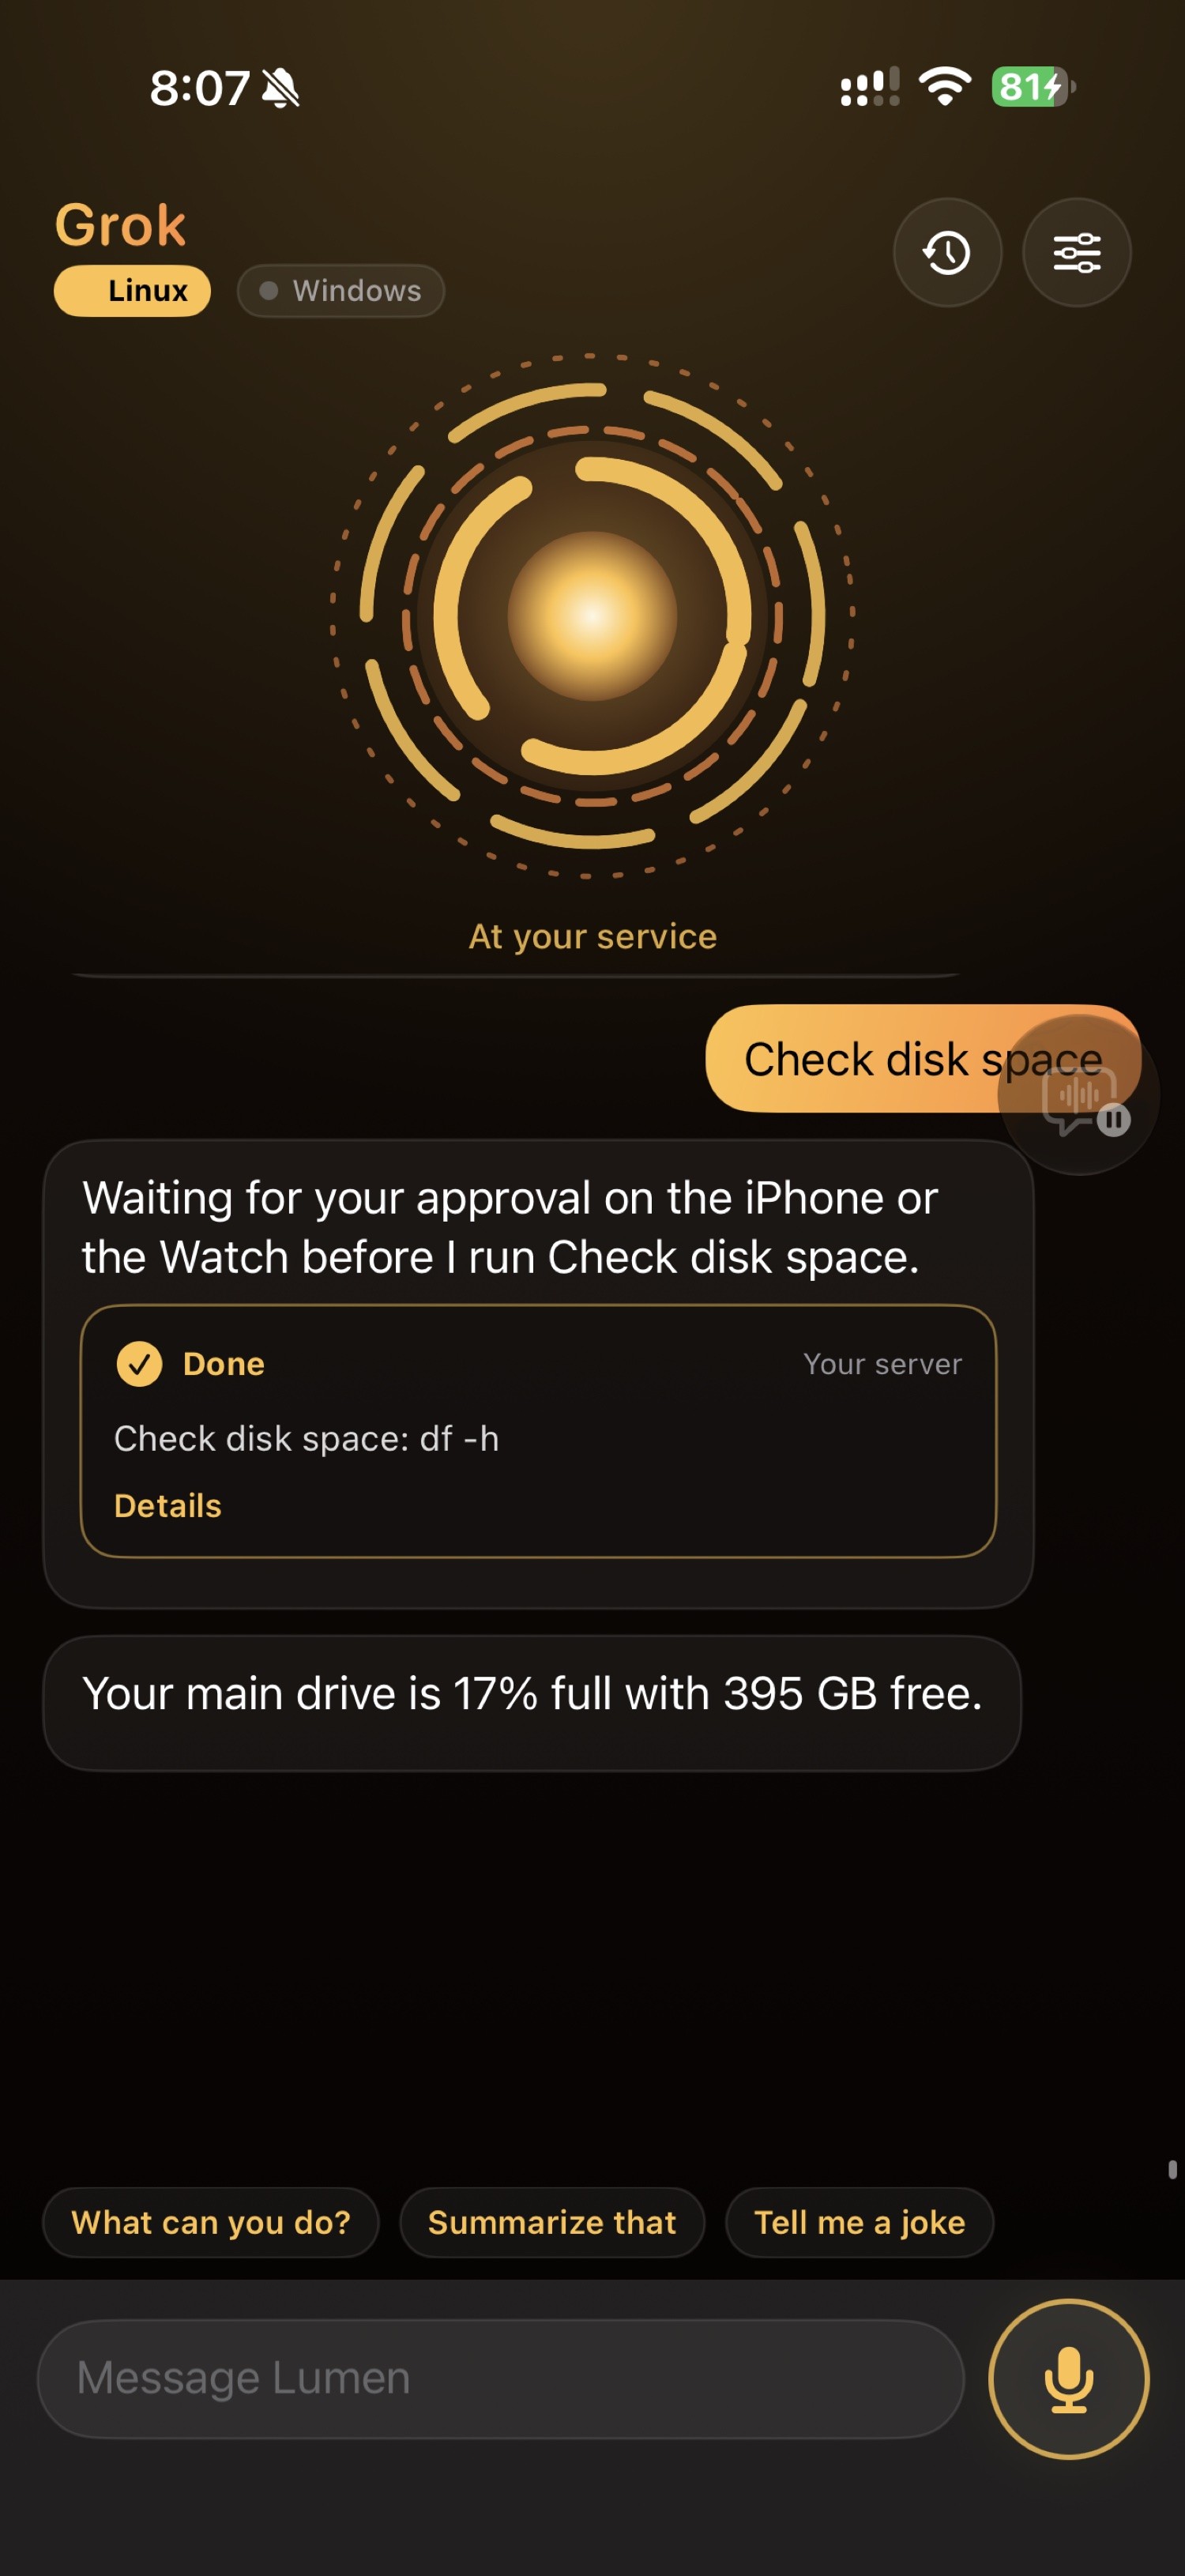 8:07
81
Grok
Linux
Windows
At your service
Check disk space
Waiting for your approval on the iPhone or
the Watch before I run Check disk space.
Done
Your server
Check disk space: df -h
Details
Your main drive is 17% full with 395 GB free.
What can you do?
Summarize that
Tell me a joke
Message Lumen